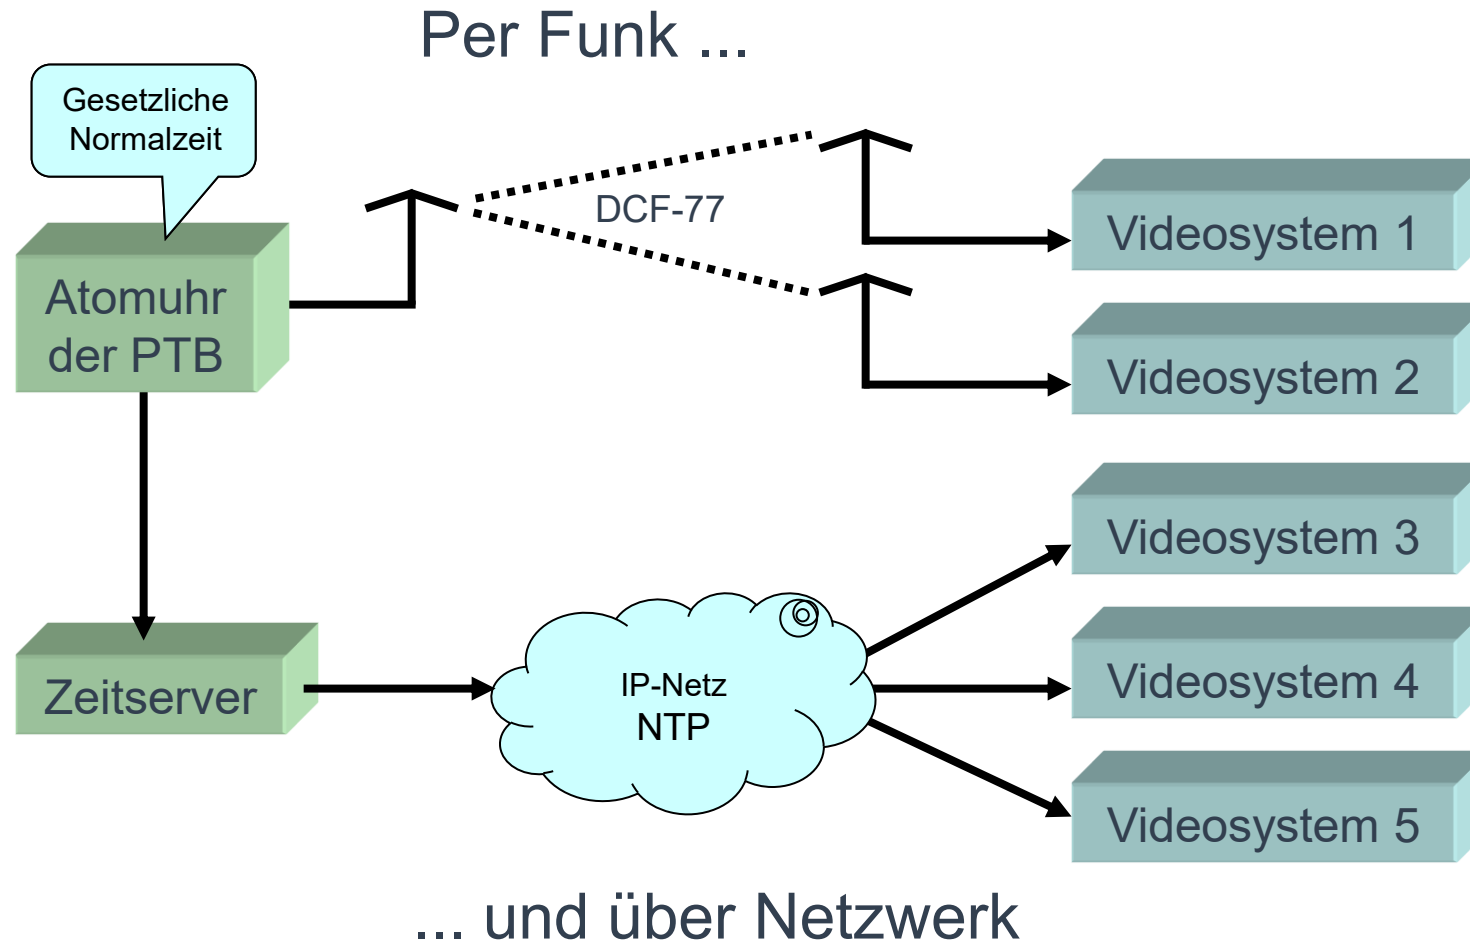 Per Funk ...
Gesetzliche
Normalzeit
DCF-77
Videosystem 1
Atomuhr
der PTB
Videosystem 2
Videosystem 3
Zeitserver
IP-Netz
NTP
Videosystem 4
Videosystem 5
... und über Netzwerk